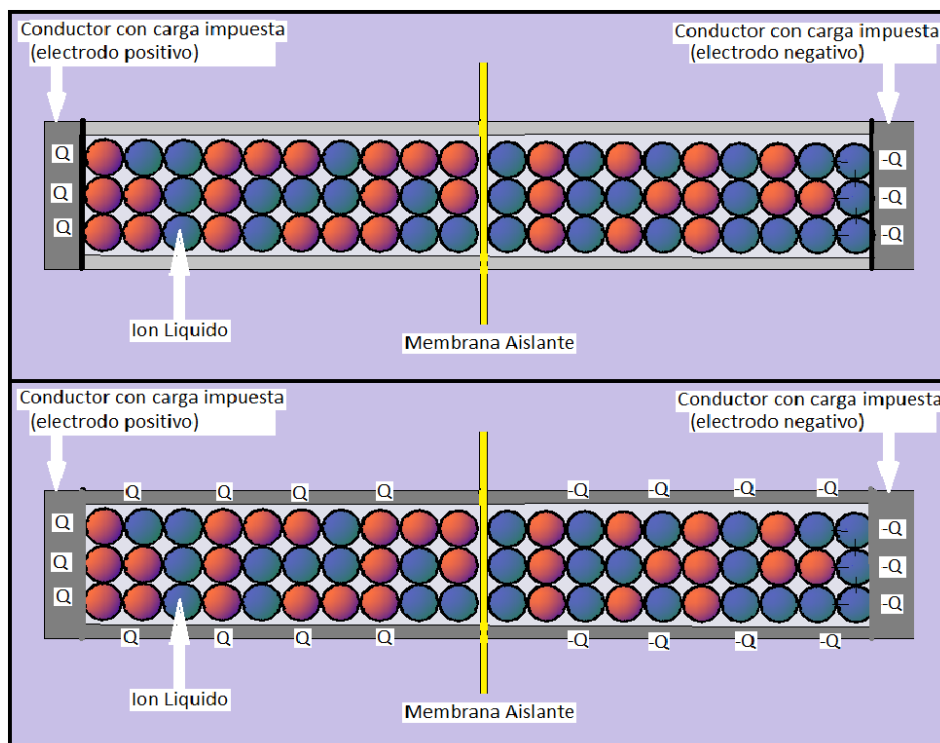 Conductor con carga impuesta
(electrodo positivo)
Conductor con carga impuesta
(electrodo negativo)
Q
-Q
Q
-Q
Q
-Q
Ion Liquido
Membrana Aislante
Conductor con carga impuesta
(electrodo positivo)
Conductor con carga impuesta
(electrodo negativo)
Q Q Q Q -Q -Q -Q -Q
Q
-Q
Q
-Q
Q
-Q
Q Q Q Q -Q -Q -Q -Q
Ion Liquido
Membrana Aislante